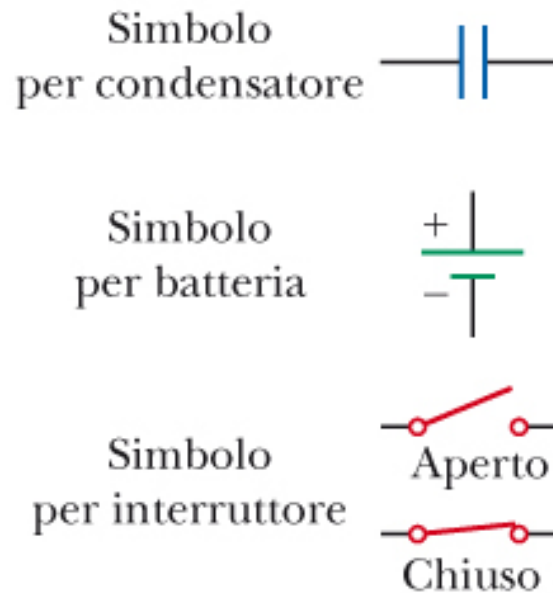 Simbolo
per condensatore
Simbolo
per batteria
+
−
Simbolo
per interruttore
Aperto
Chiuso